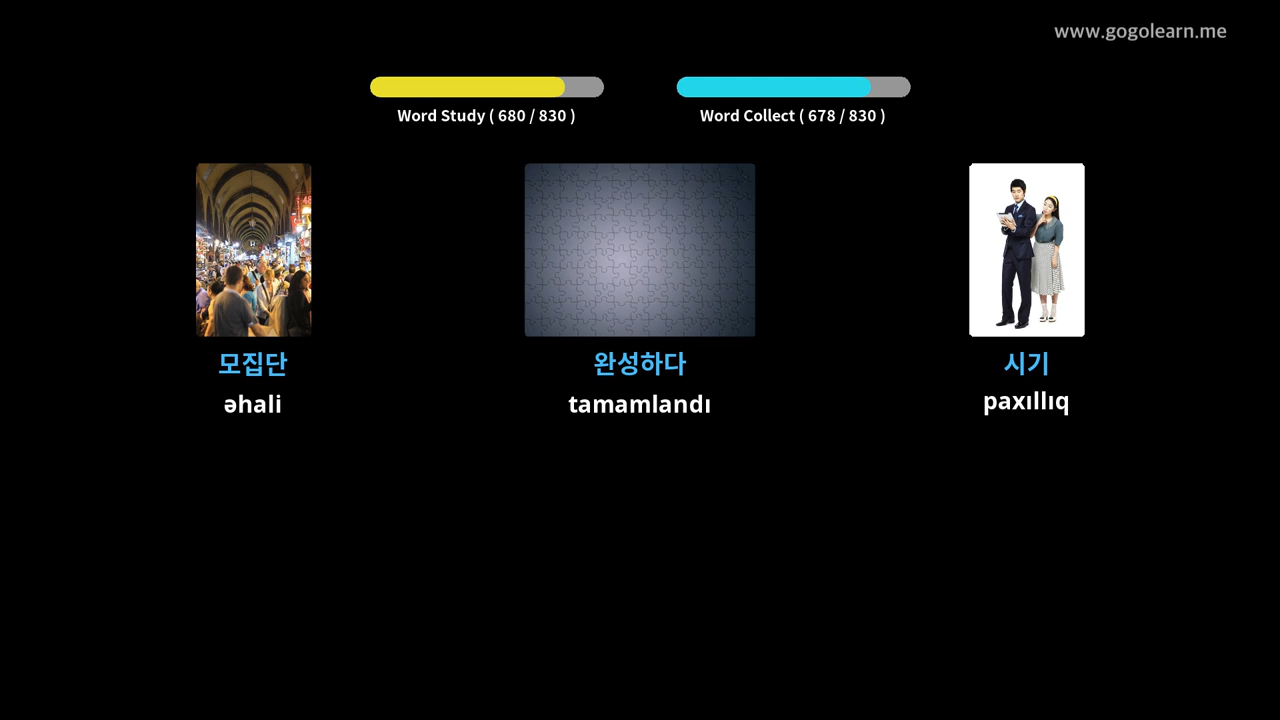 www.gogolearn.me
Word Study ( 680 / 830 )
Word Collect ( 678 / 830 )
모집단
완성하다
시기
əhali
tamamlandı
paxıllıq